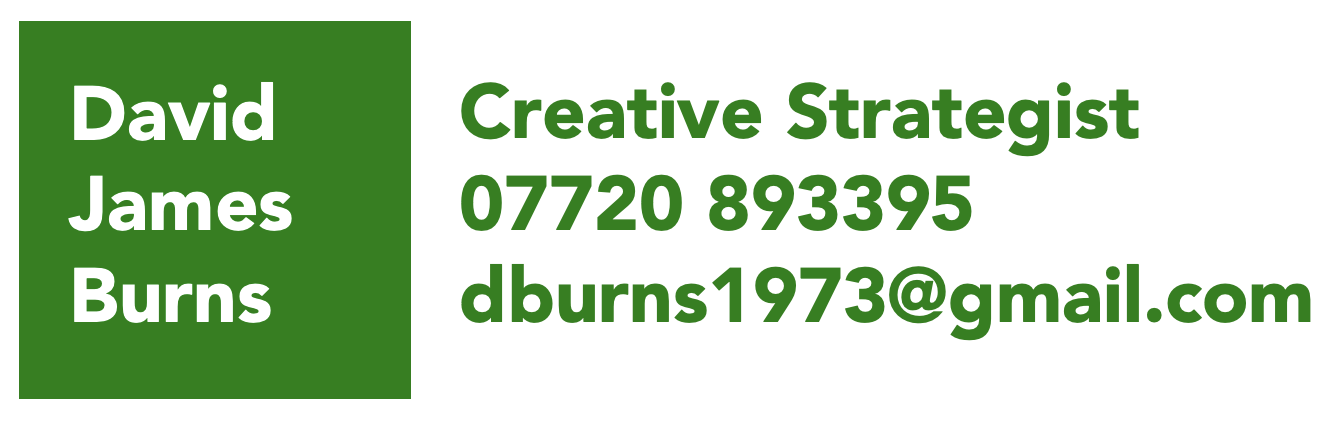 David
James
Burns
Creative Strategist
07720 893395
dburns1973@gmail.com